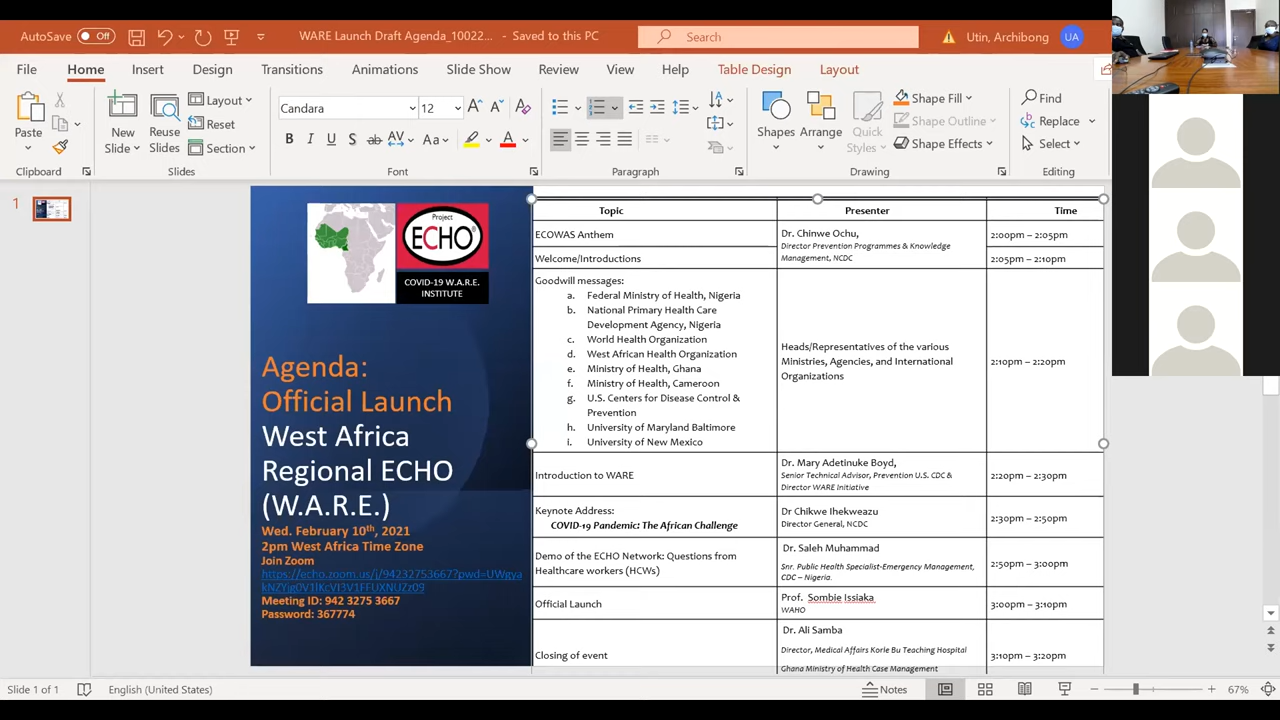 AutoSave Off WARE Launch Draft Agenda_10022... - Saved to this PC Search Utin, Archibong UA
File Home Insert Design Transitions Animations Slide Show Review View Help Table Design Layout
Paste
Clipboard
New Slide
Reuse Slides
Layout
Reset
Section
Slides
Candara 12
B I U S ab AV Aa A
Font
Paragraph
Shapes
Arrange
Quick Styles
Shape Fill
Shape Outline
Shape Effects
Drawing
Find
Replace
Select
Editing
1
Project
ECHO®
COVID-19 W.A.R.E.
INSTITUTE
Agenda:
Official Launch
West Africa
Regional ECHO
(W.A.R.E.)
Wed. February 10th, 2021
2pm West Africa Time Zone
Join Zoom
Meeting ID: 942 3275 3667
Password: 367774
Topic Presenter Time
ECOWAS Anthem
Dr. Chinwe Ochu,
Director Prevention Programmes & Knowledge
Management, NCDC
2:00pm – 2:05pm
Welcome/Introductions
2:05pm – 2:10pm
Goodwill messages:
a. Federal Ministry of Health, Nigeria
b. National Primary Health Care
Development Agency, Nigeria
c. World Health Organization
d. West African Health Organization
e. Ministry of Health, Ghana
f. Ministry of Health, Cameroon
g. U.S. Centers for Disease Control &
Prevention
h. University of Maryland Baltimore
i. University of New Mexico
Heads/Representatives of the various
Ministries, Agencies, and International
Organizations
2:10pm – 2:20pm
Introduction to WARE
Dr. Mary Adetinuke Boyd,
Senior Technical Advisor, Prevention U.S. CDC &
Director WARE Initiative
2:20pm – 2:30pm
Keynote Address:
COVID-19 Pandemic: The African Challenge
Dr Chikwe Ihekweazu
Director General, NCDC
2:30pm – 2:50pm
Demo of the ECHO Network: Questions from
Healthcare workers (HCWs)
Dr. Saleh Muhammad
Snr. Public Health Specialist-Emergency Management,
CDC – Nigeria.
2:50pm – 3:00pm
Official Launch
Prof. Sombie Issiaka
WAHO
3:00pm – 3:10pm
Closing of event
Dr. Ali Samba
Director, Medical Affairs Korle Bu Teaching Hospital
Ghana Ministry of Health Case Management
3:10pm – 3:20pm
Slide 1 of 1 English (United States) Notes 67%